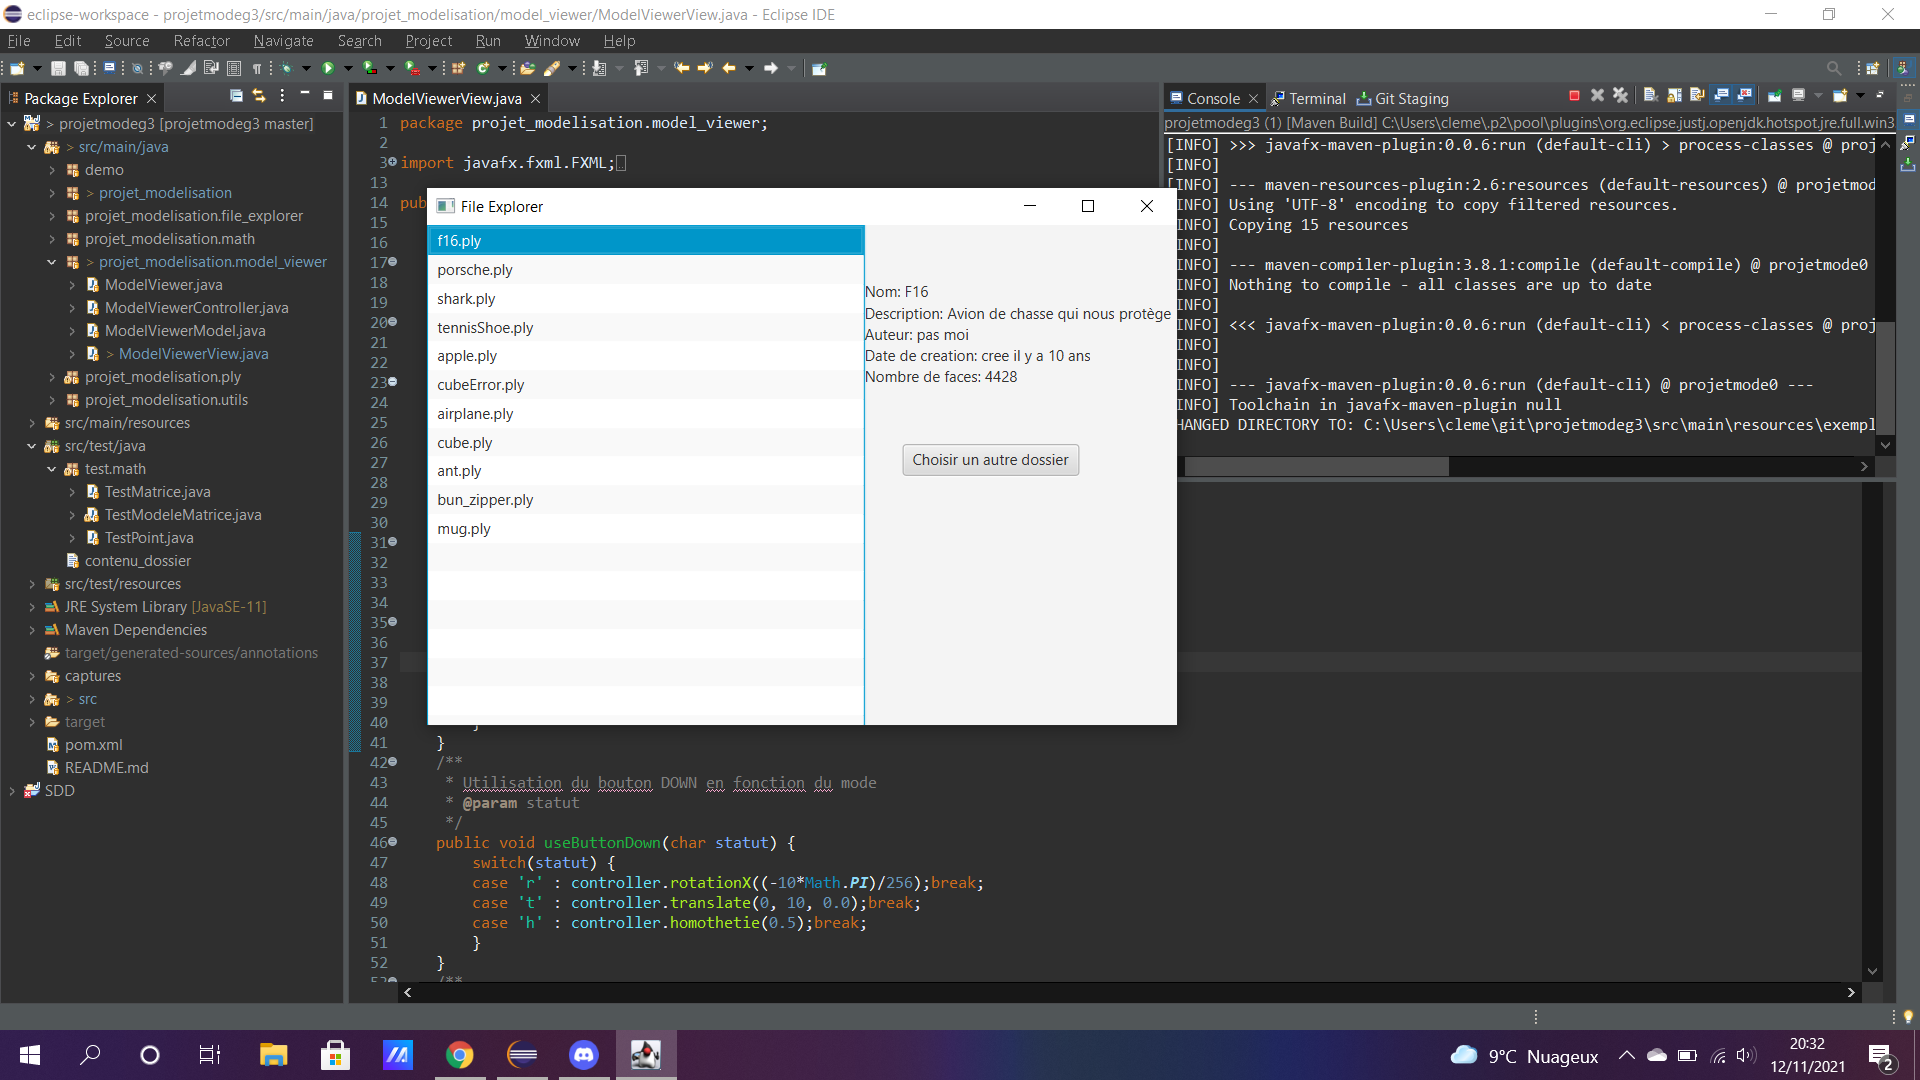 eclipse-workspace - projetmodeg3/src/main/java/projet_modelisation/model_viewer/ModelViewerView.java - Eclipse IDE
File Edit Source Refactor Navigate Search Project Run Window Help
Package Explorer
> projetmodeg3 [projetmodeg3 master]
> src/main/java
demo
> projet_modelisation
projet_modelisation.file_explorer
projet_modelisation.math
> projet_modelisation.model_viewer
ModelViewer.java
ModelViewerController.java
ModelViewerModel.java
> ModelViewerView.java
projet_modelisation.ply
projet_modelisation.utils
src/main/resources
src/test/java
test.math
TestMatrice.java
TestModeleMatrice.java
TestPoint.java
contenu_dossier
src/test/resources
JRE System Library [JavaSE-11]
Maven Dependencies
target/generated-sources/annotations
captures
> src
target
pom.xml
README.md
SDD
ModelViewerView.java
1 package projet_modelisation.model_viewer;
2
3 import javafx.fxml.FXML;
13
14 pub
15
16
17
18
19
20
21
22
23
24
25
26
27
28
29
30
31
32
33
34
35
36
37
38
39
40 }
41 }
42 /**
43 * Utilisation du bouton DOWN en fonction du mode
44 * @param statut
45 */
46 public void useButtonDown(char statut) {
47 switch(statut) {
48 case 'r' : controller.rotationX((-10*Math.PI)/256);break;
49 case 't' : controller.translate(0, 10, 0.0);break;
50 case 'h' : controller.homothetie(0.5);break;
51 }
52 }
53 /**
File Explorer
f16.ply
porsche.ply
shark.ply
tennisShoe.ply
apple.ply
cubeError.ply
airplane.ply
cube.ply
ant.ply
bun_zipper.ply
mug.ply
Nom: F16
Description: Avion de chasse qui nous protège
Auteur: pas moi
Date de creation: cree il y a 10 ans
Nombre de faces: 4428
Choisir un autre dossier
Console Terminal Git Staging
projetmodeg3 (1) [Maven Build] C:\Users\cleme\.p2\pool\plugins\org.eclipse.justj.openjdk.hotspot.jre.full.win3
[INFO] >>> javafx-maven-plugin:0.0.6:run (default-cli) > process-classes @ proj
[INFO]
[INFO] --- maven-resources-plugin:2.6:resources (default-resources) @ projetmod
INFO] Using 'UTF-8' encoding to copy filtered resources.
INFO] Copying 15 resources
INFO]
INFO] --- maven-compiler-plugin:3.8.1:compile (default-compile) @ projetmode0
INFO] Nothing to compile - all classes are up to date
INFO]
INFO] <<< javafx-maven-plugin:0.0.6:run (default-cli) < process-classes @ proj
INFO]
INFO]
INFO] --- javafx-maven-plugin:0.0.6:run (default-cli) @ projetmode0 ---
INFO] Toolchain in javafx-maven-plugin null
HANGED DIRECTORY TO: C:\Users\cleme\git\projetmodeg3\src\main\resources\exempl
9°C Nuageux
20:32
12/11/2021
2